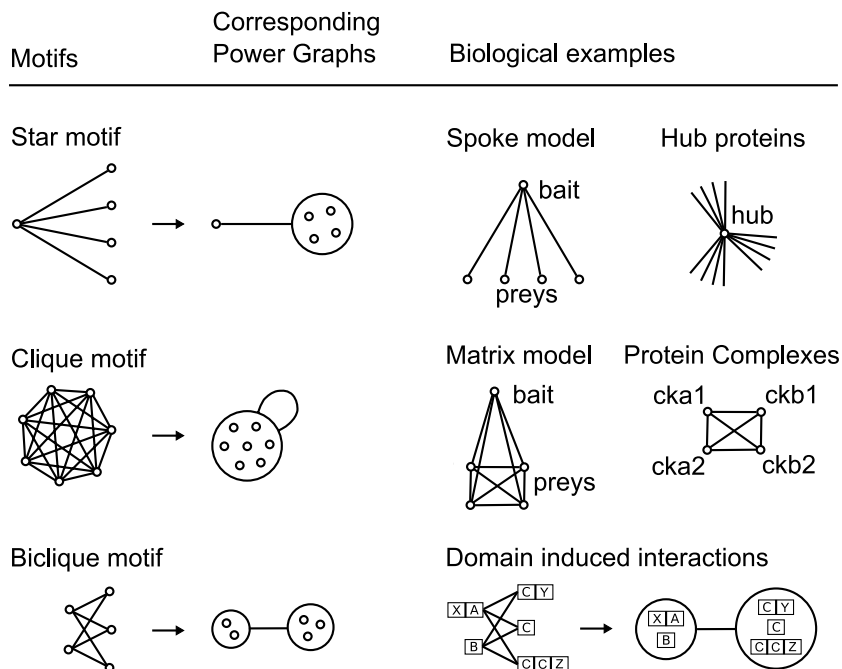 Motifs
Corresponding
Power Graphs
Biological examples
Star motif
Spoke model
Hub proteins
bait
preys
hub
Clique motif
Matrix model
Protein Complexes
bait
preys
cka1
ckb1
cka2
ckb2
Biclique motif
Domain induced interactions
X A
B
C Y
C
C C Z
X A
B
C Y
C
C C Z